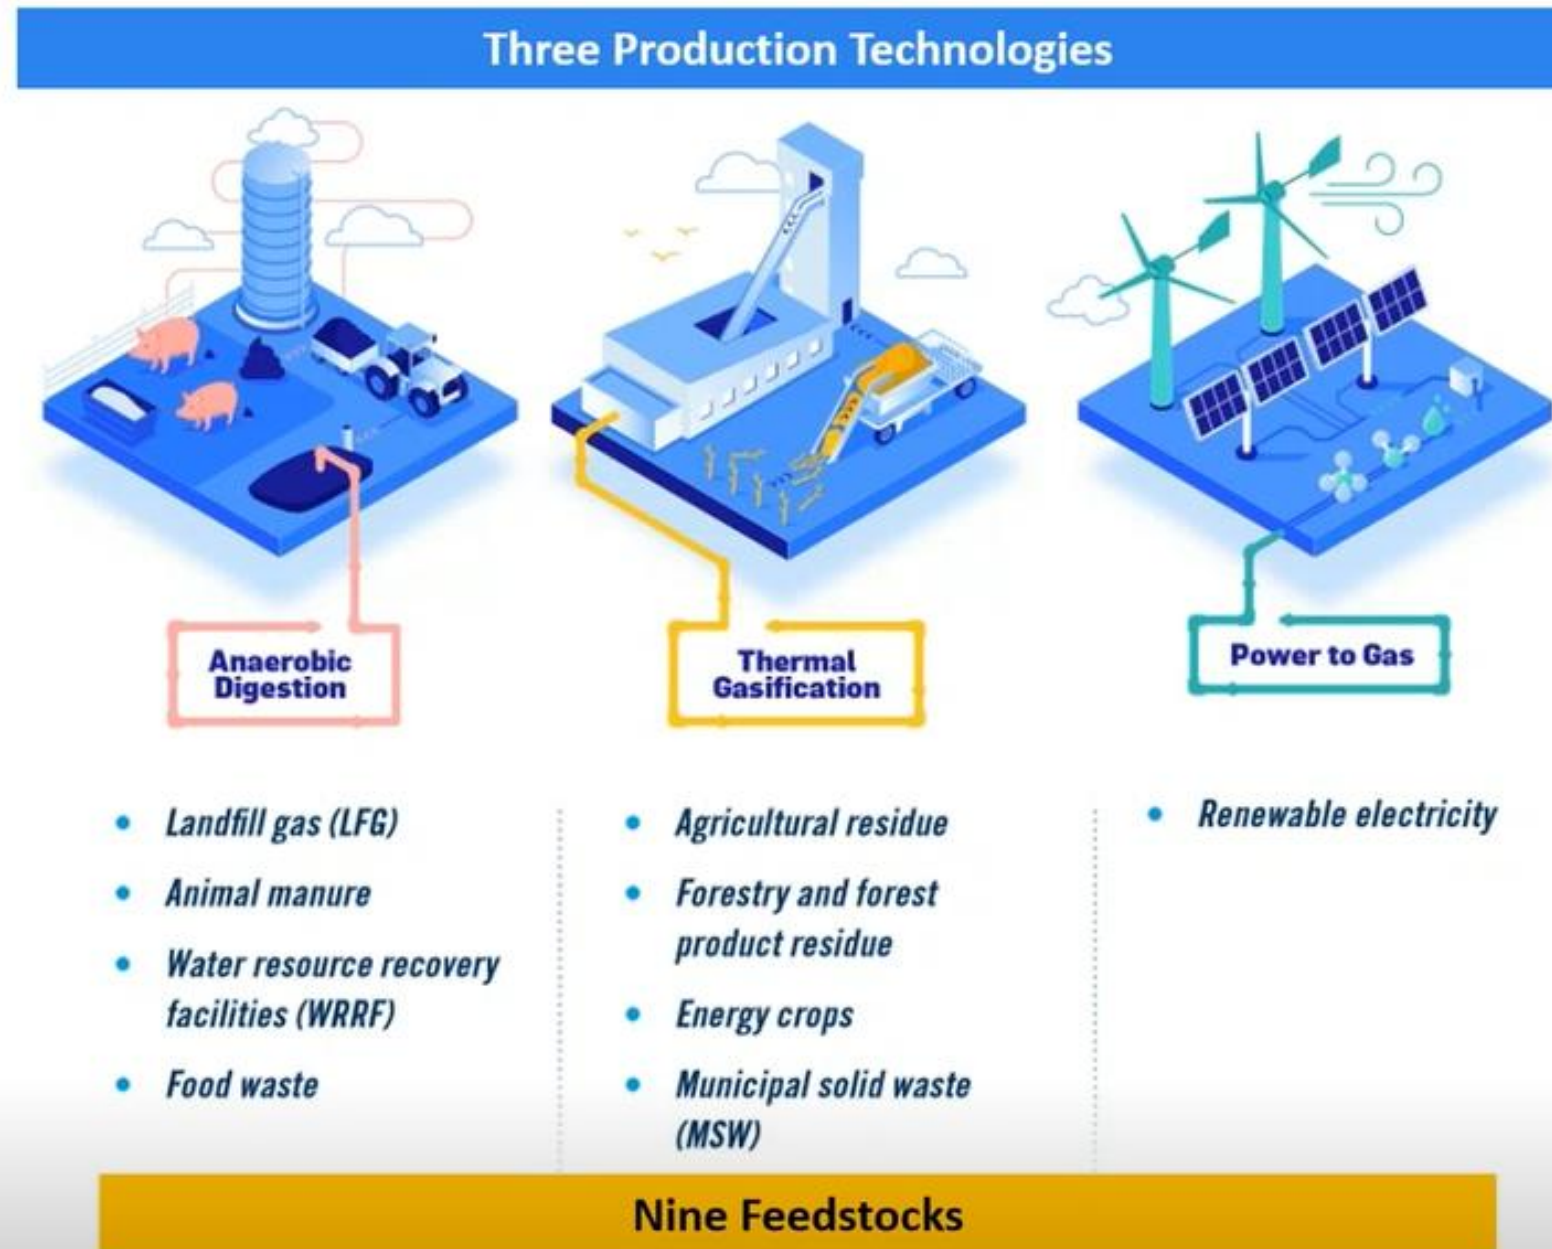 Three Production Technologies
Anaerobic
Digestion
Thermal
Gasification
Power to Gas
• Landfill gas (LFG)
• Animal manure
• Water resource recovery
facilities (WRRF)
• Food waste
• Agricultural residue
• Forestry and forest
product residue
• Energy crops
• Municipal solid waste
(MSW)
• Renewable electricity
Nine Feedstocks